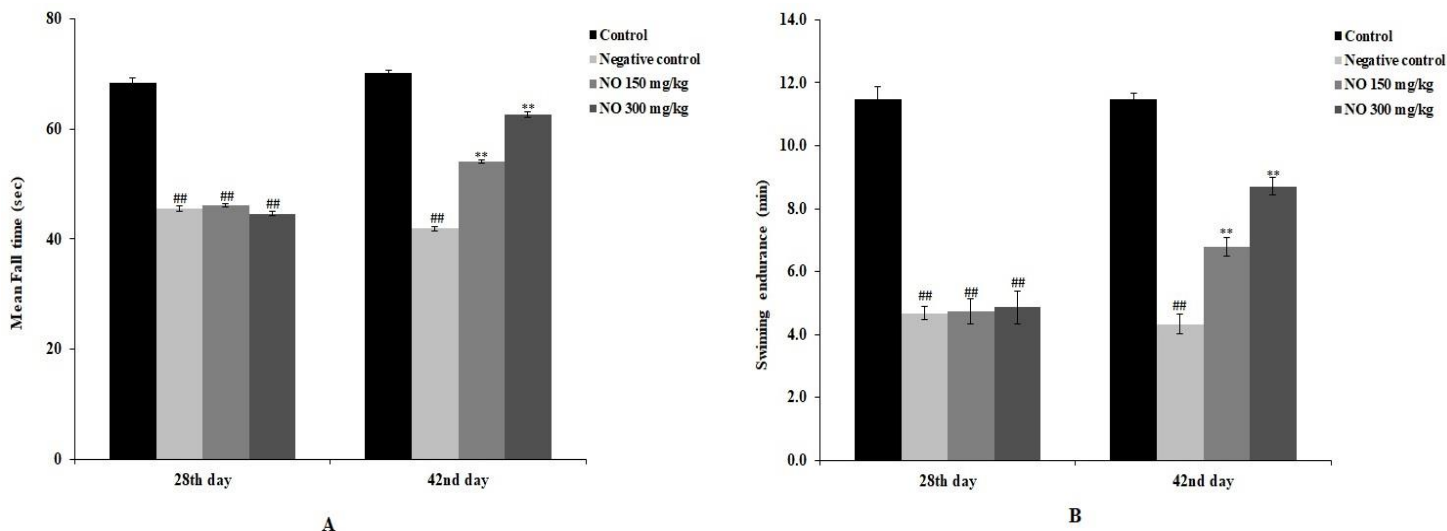 80
60
40
20
0
Mean Fall time (sec)
##
##
##
##
**
**
28th day
42nd day
Control
Negative control
NO 150 mg/kg
NO 300 mg/kg
A
14.0
12.0
10.0
8.0
6.0
4.0
2.0
0.0
Swiming endurance (min)
##
##
##
##
**
**
28th day
42nd day
Control
Negative control
NO 150 mg/kg
NO 300 mg/kg
B